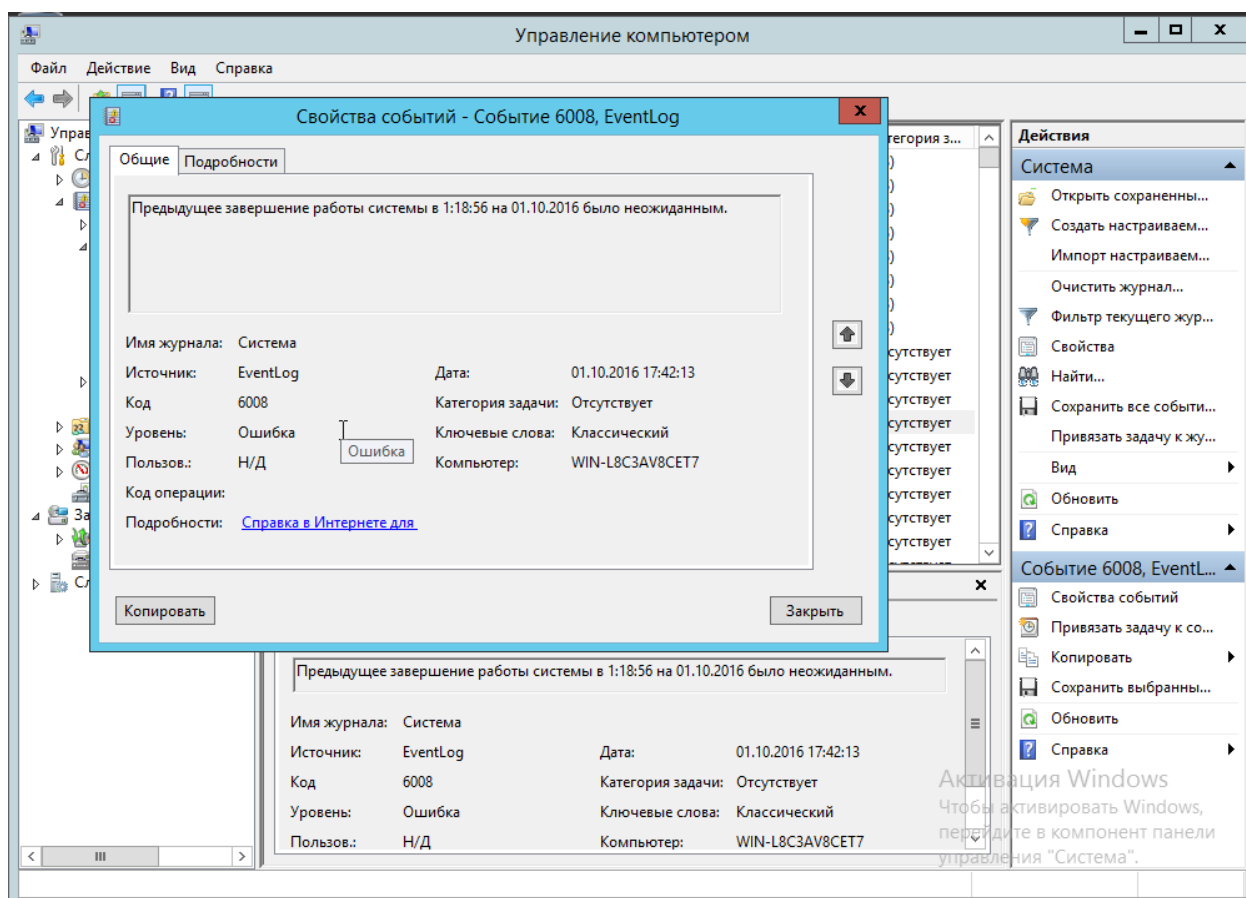 Управление компьютером
Файл Действие Вид Справка
Свойства событий - Событие 6008, EventLog
Общие Подробности
Предыдущее завершение работы системы в 1:18:56 на 01.10.2016 было неожиданным.
Имя журнала: Система
Источник: EventLog Дата: 01.10.2016 17:42:13
Код 6008 Категория задачи: Отсутствует
Уровень: Ошибка Ключевые слова: Классический
Ошибка
Пользов.: Н/Д Компьютер: WIN-L8C3AV8CET7
Код операции:
Подробности: Справка в Интернете для
Копировать Закрыть
Предыдущее завершение работы системы в 1:18:56 на 01.10.2016 было неожиданным.
Имя журнала: Система
Источник: EventLog Дата: 01.10.2016 17:42:13
Код 6008 Категория задачи: Отсутствует
Уровень: Ошибка Ключевые слова: Классический
Пользов.: Н/Д Компьютер: WIN-L8C3AV8CET7
Действия
Система
Открыть сохраненны...
Создать настраиваем...
Импорт настраиваем...
Очистить журнал...
Фильтр текущего жур...
Свойства
Найти...
Сохранить все событи...
Привязать задачу к жу...
Вид
Обновить
Справка
Событие 6008, EventL...
Свойства событий
Привязать задачу к со...
Копировать
Сохранить выбранны...
Обновить
Справка
Активация Windows
Чтобы активировать Windows,
перейдите в компонент панели
управления "Система".